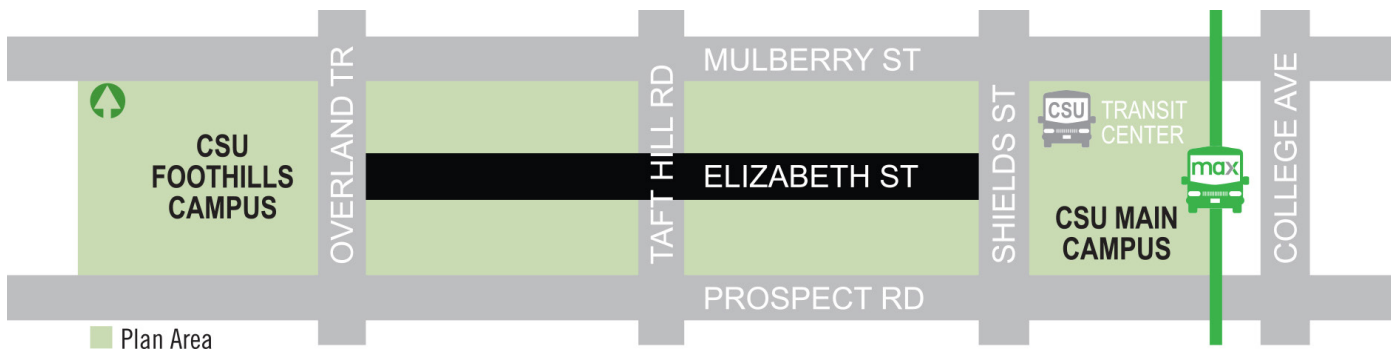 MULBERRY ST
OVERLAND TR
TAFT HILL RD
SHIELDS ST
COLLEGE AVE
CSU
TRANSIT
CENTER
CSU
FOOTHILLS
CAMPUS
ELIZABETH ST
max
CSU MAIN
CAMPUS
PROSPECT RD
Plan Area